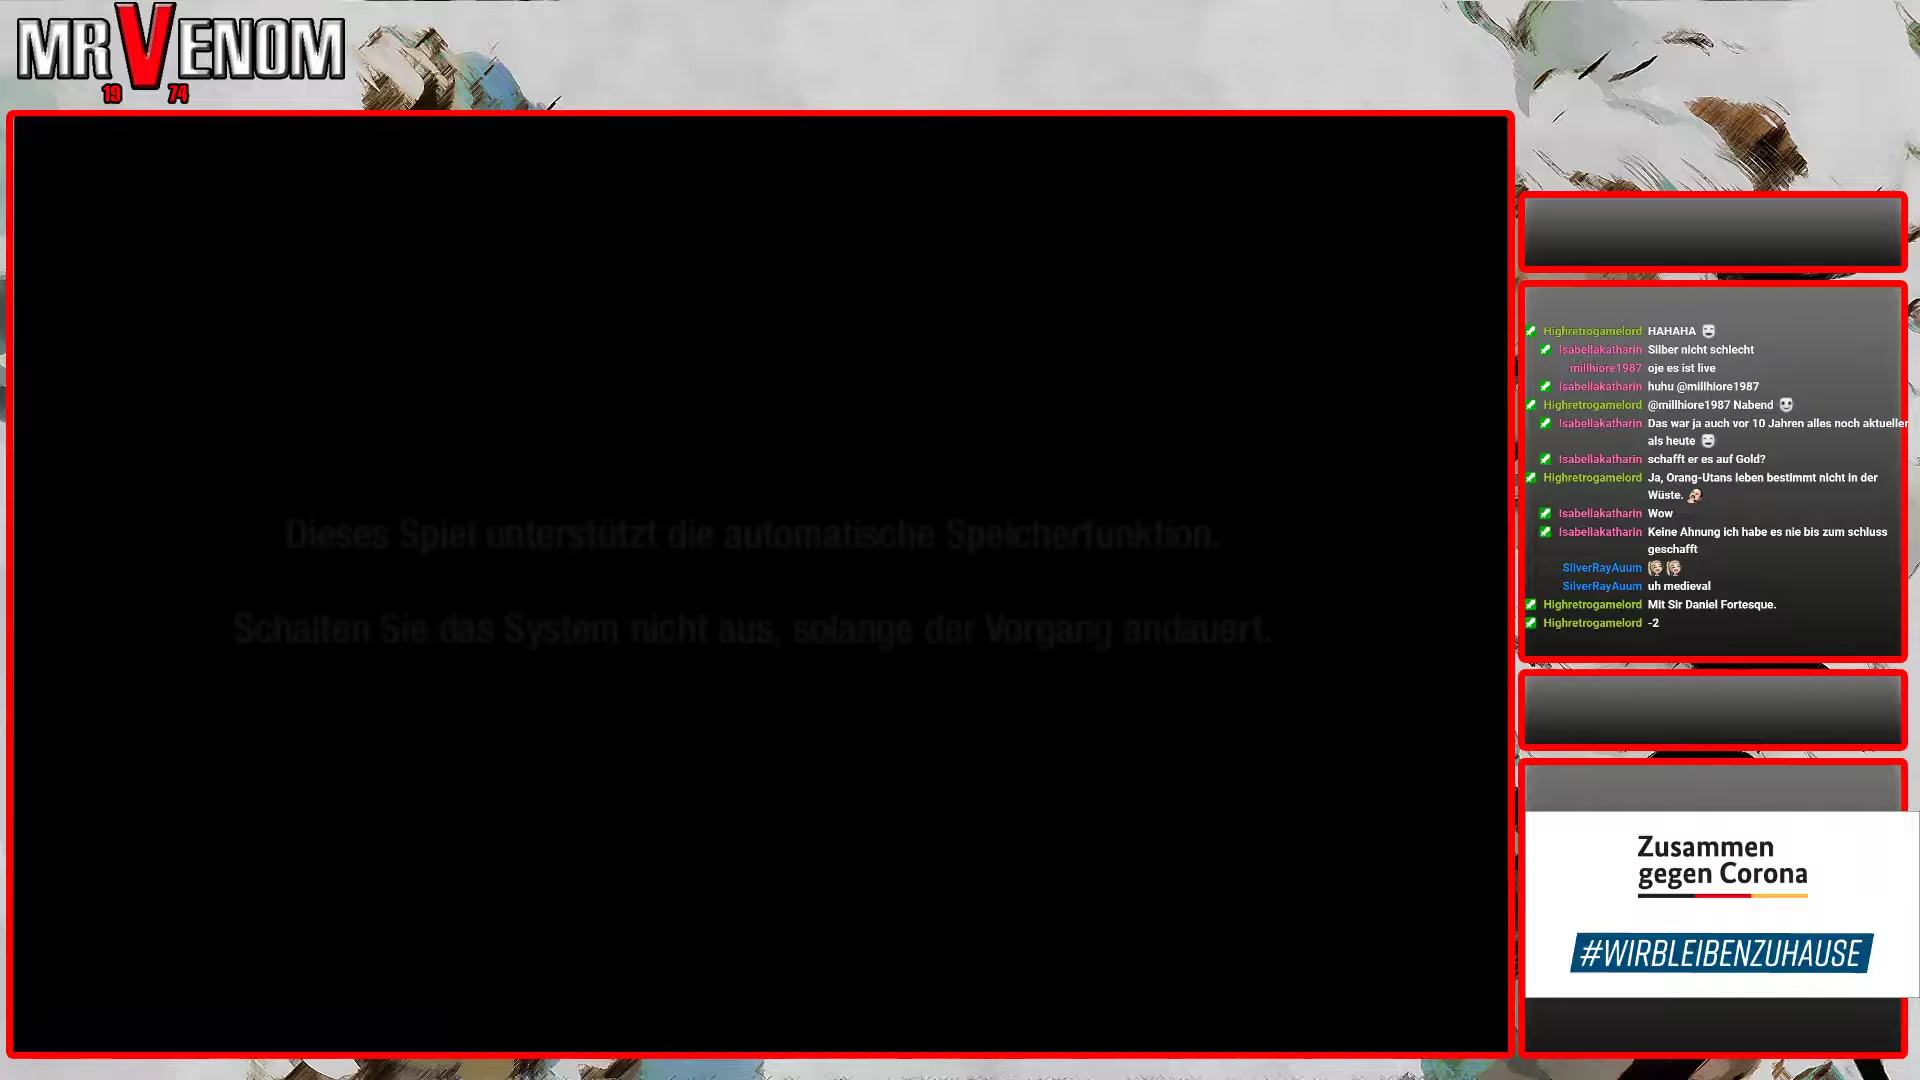 MRVENOM
19 74
Dieses Spiel unterstützt die automatische Speicherfunktion.
Schalten Sie das System nicht aus, solange der Vorgang andauert.
Highretrogamelord HAHAHA
Isabellakatharin SIlber nicht schlecht
millhiore1987 oje es ist live
Isabellakatharin huhu @millhiore1987
Highretrogamelord @millhiore1987 Nabend
Isabellakatharin Das war ja auch vor 10 Jahren alles noch aktueller
als heute
Isabellakatharin schafft er es auf Gold?
Highretrogamelord Ja, Orang-Utans leben bestimmt nicht in der
Wüste.
Isabellakatharin Wow
Isabellakatharin Keine Ahnung ich habe es nie bis zum schluss
geschafft
SilverRayAuum
SilverRayAuum uh medieval
Highretrogamelord Mit Sir Daniel Fortesque.
Highretrogamelord -2
Zusammen
gegen Corona
#WIRBLEIBENZUHAUSE